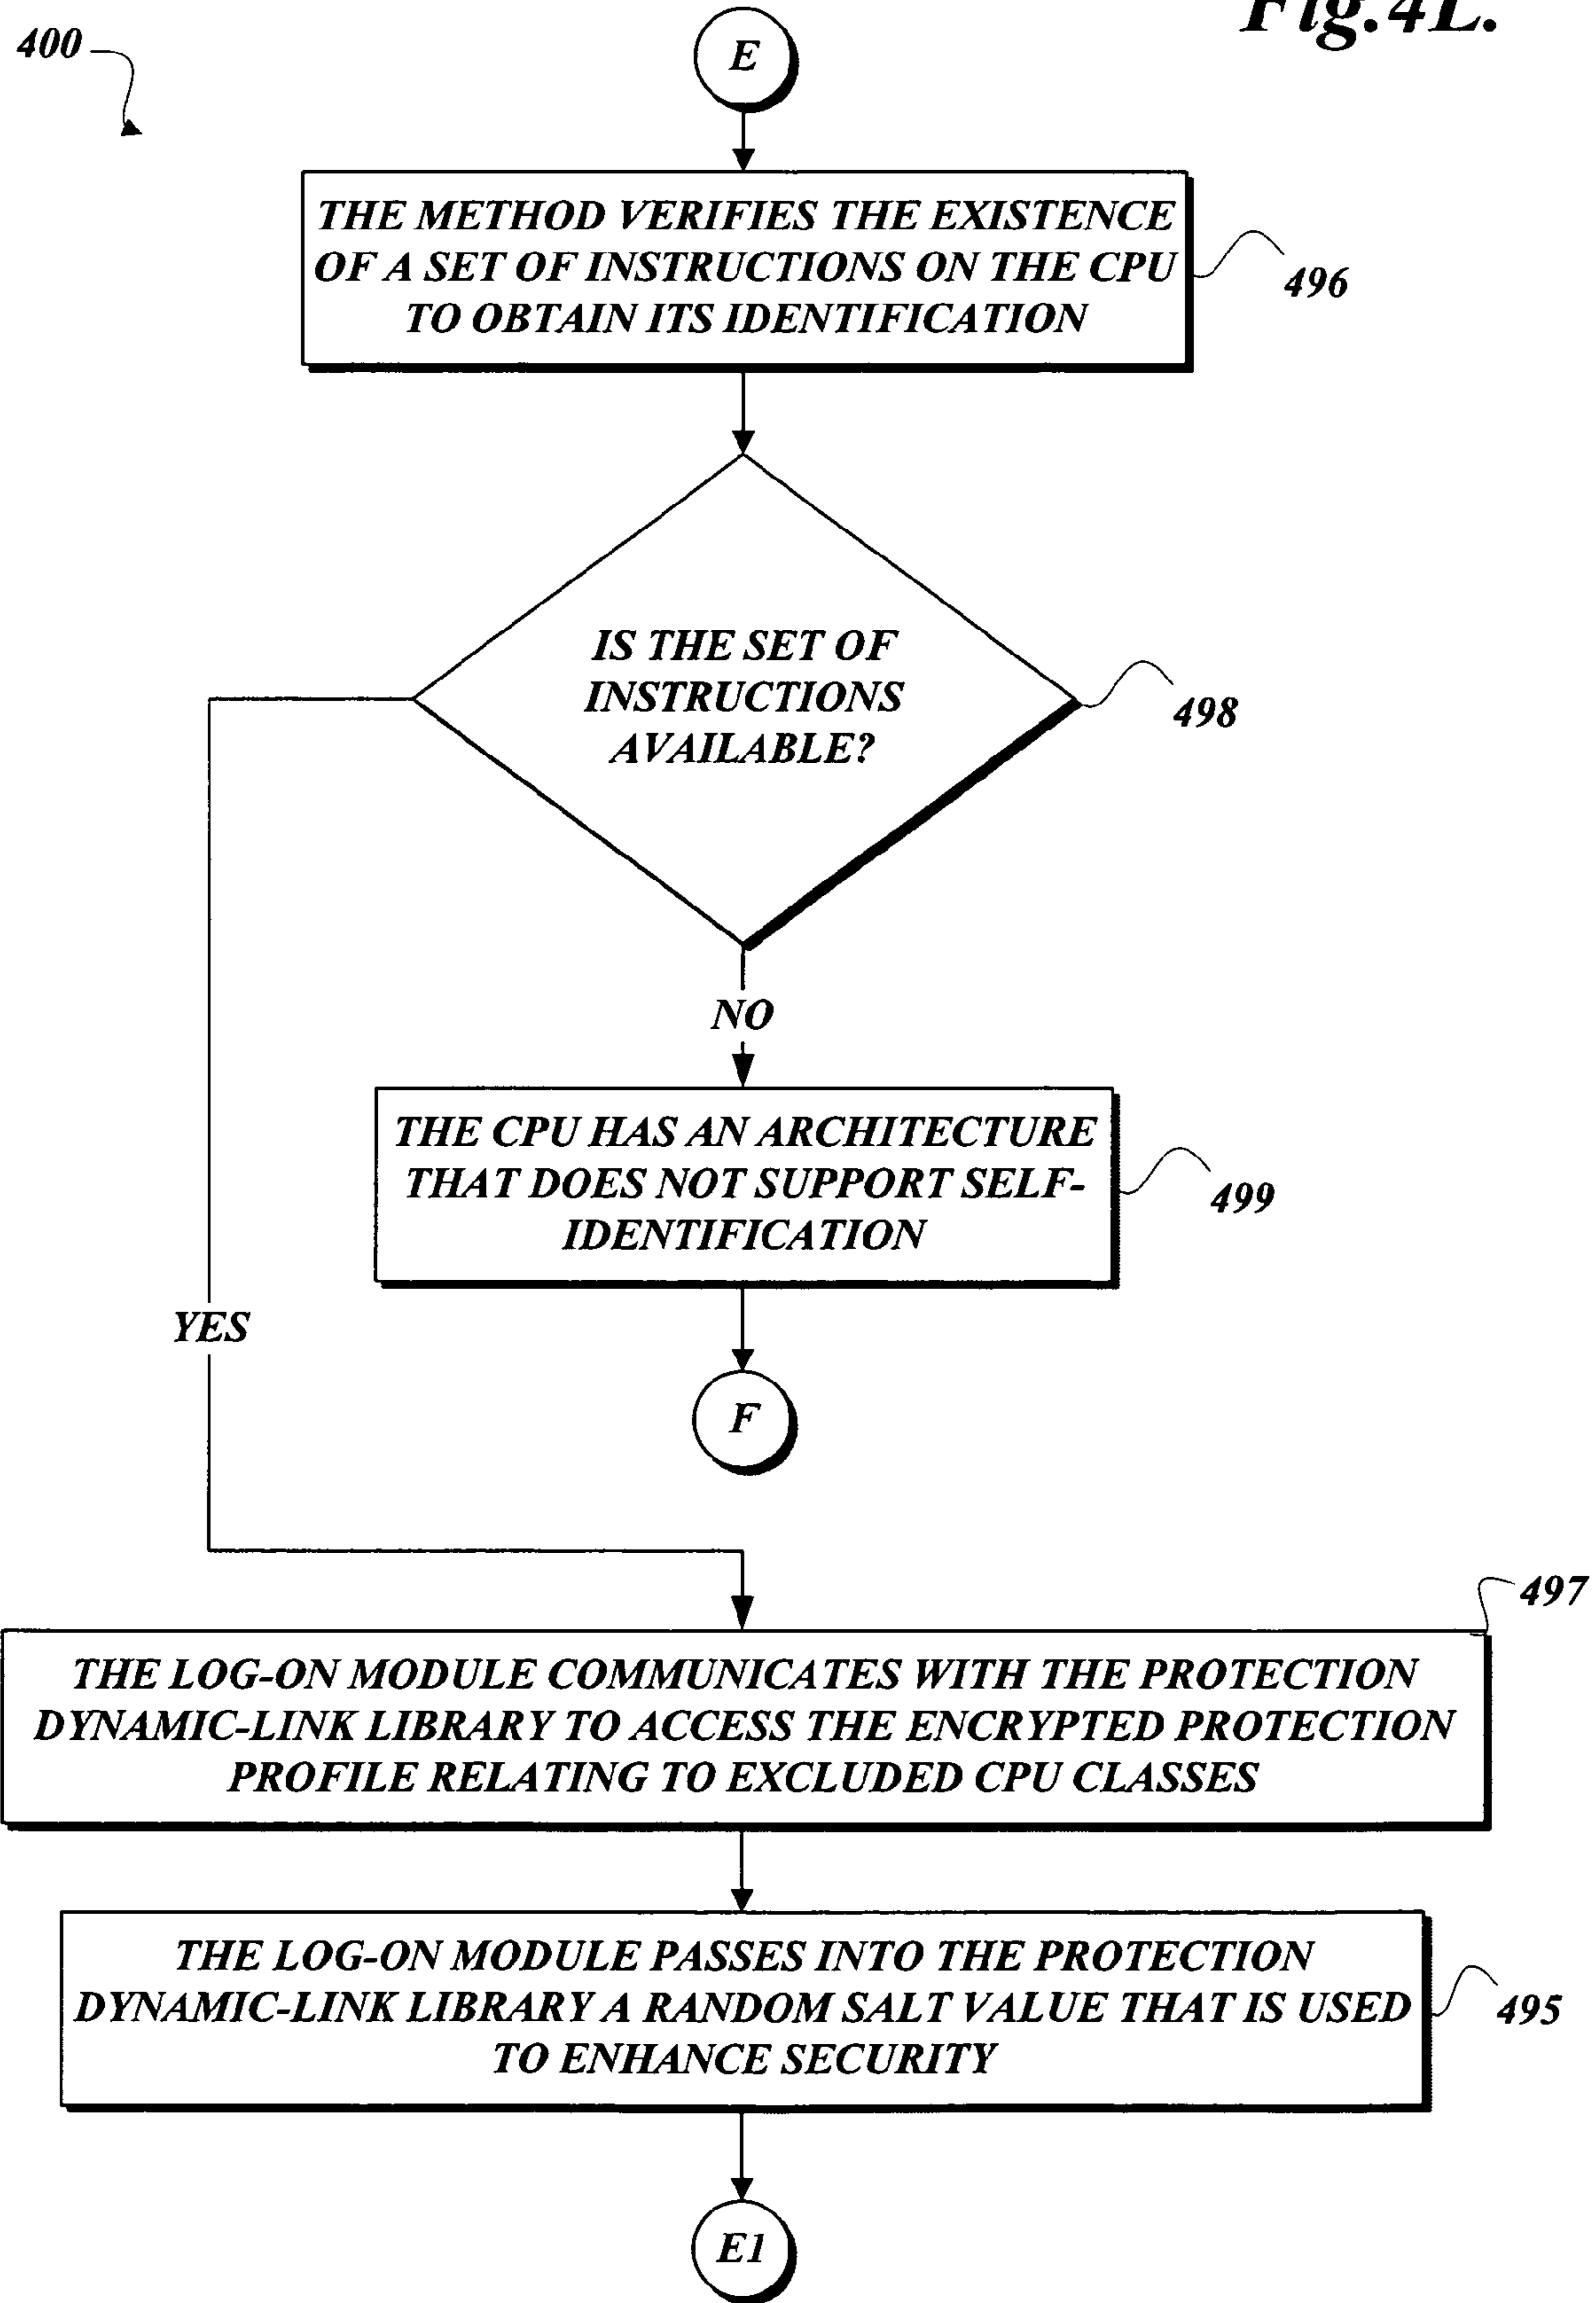 Fig.4L.
400
E
THE METHOD VERIFIES THE EXISTENCE
OF A SET OF INSTRUCTIONS ON THE CPU
TO OBTAIN ITS IDENTIFICATION
496
IS THE SET OF
INSTRUCTIONS
AVAILABLE?
498
NO
THE CPU HAS AN ARCHITECTURE
THAT DOES NOT SUPPORT SELF-
IDENTIFICATION
499
YES
F
497
THE LOG-ON MODULE COMMUNICATES WITH THE PROTECTION
DYNAMIC-LINK LIBRARY TO ACCESS THE ENCRYPTED PROTECTION
PROFILE RELATING TO EXCLUDED CPU CLASSES
THE LOG-ON MODULE PASSES INTO THE PROTECTION
DYNAMIC-LINK LIBRARY A RANDOM SALT VALUE THAT IS USED
TO ENHANCE SECURITY
495
E1